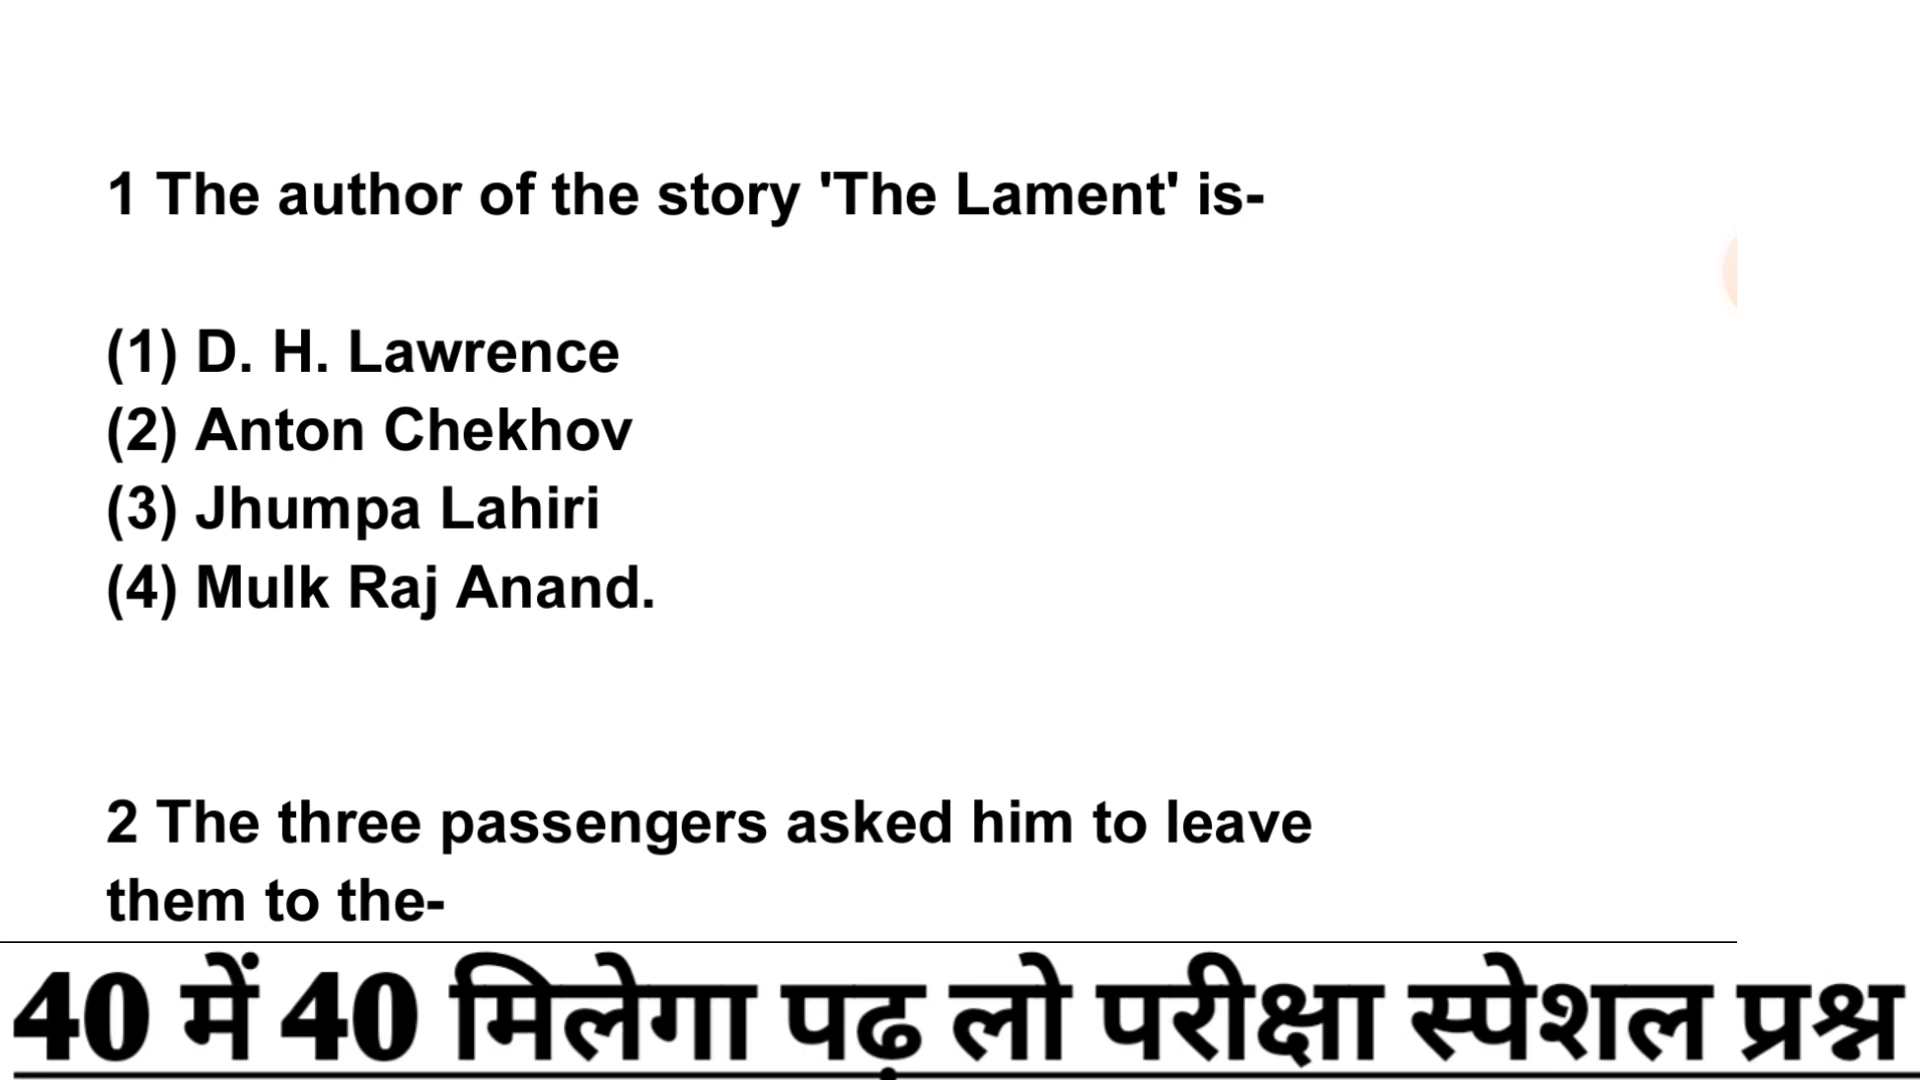 1 The author of the story 'The Lament' is-
(1) D. H. Lawrence
(2) Anton Chekhov
(3) Jhumpa Lahiri
(4) Mulk Raj Anand.
2 The three passengers asked him to leave
them to the-
40 में 40 मिलेगा पढ़ लो परीक्षा स्पेशल प्रश्न